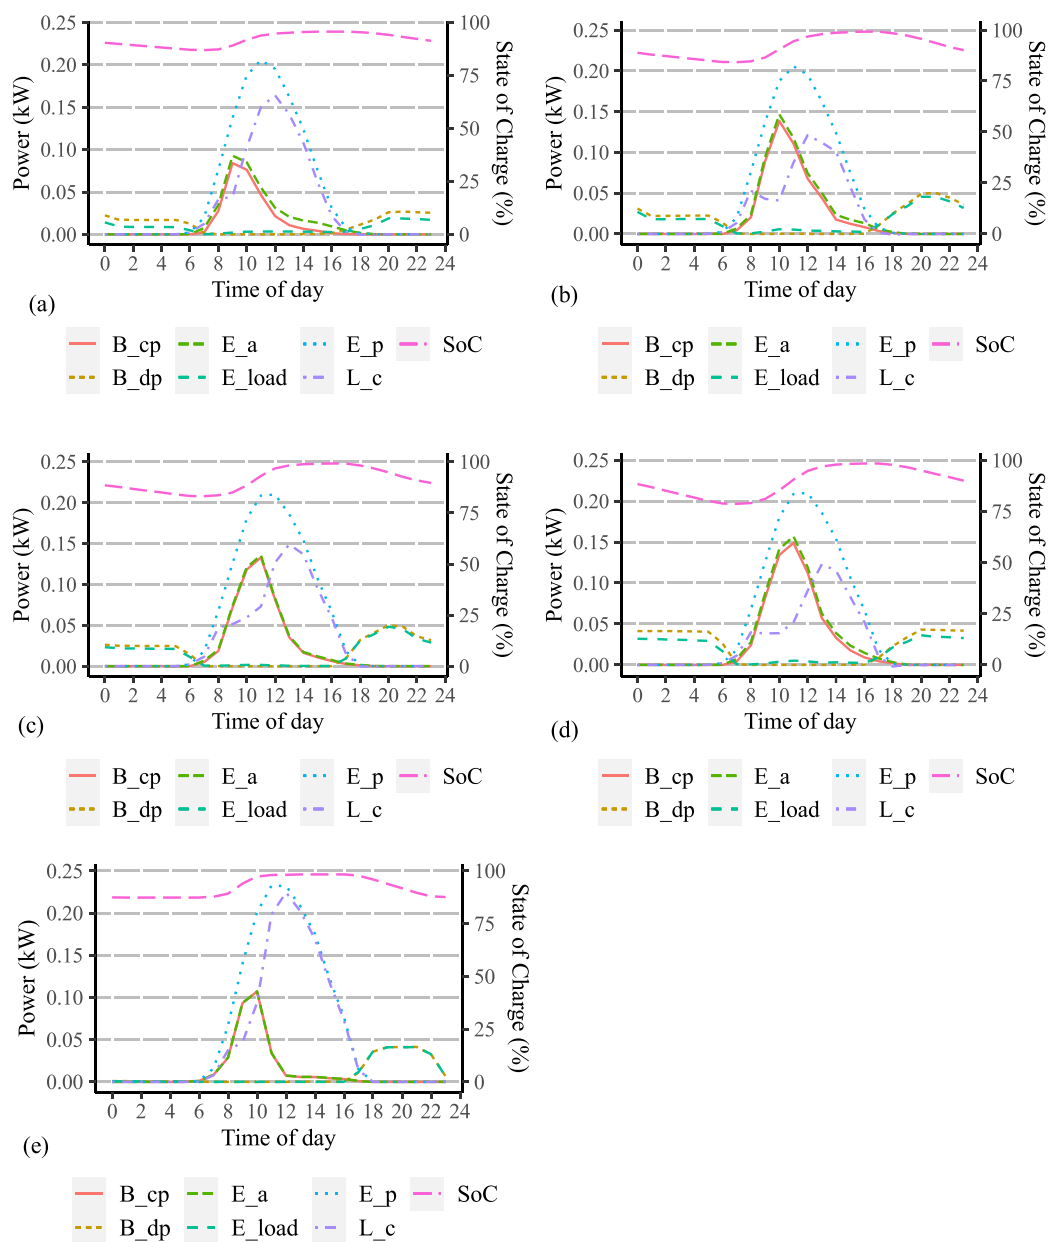 0.25
0.20
0.15
0.10
0.05
0.00
Power (kW)
100
75
50
25
0
State of Charge (%)
0 2 4 6 8 10 12 14 16 18 20 22 24
Time of day
(a)
B_cp E_a E_p SoC
B_dp E_load L_c
0.25
0.20
0.15
0.10
0.05
0.00
Power (kW)
100
75
50
25
0
State of Charge (%)
0 2 4 6 8 10 12 14 16 18 20 22 24
Time of day
(b)
B_cp E_a E_p SoC
B_dp E_load L_c
0.25
0.20
0.15
0.10
0.05
0.00
Power (kW)
100
75
50
25
0
State of Charge (%)
0 2 4 6 8 10 12 14 16 18 20 22 24
Time of day
(c)
B_cp E_a E_p SoC
B_dp E_load L_c
0.25
0.20
0.15
0.10
0.05
0.00
Power (kW)
100
75
50
25
0
State of Charge (%)
0 2 4 6 8 10 12 14 16 18 20 22 24
Time of day
(d)
B_cp E_a E_p SoC
B_dp E_load L_c
0.25
0.20
0.15
0.10
0.05
0.00
Power (kW)
100
75
50
25
0
State of Charge (%)
0 2 4 6 8 10 12 14 16 18 20 22 24
Time of day
(e)
B_cp E_a E_p SoC
B_dp E_load L_c